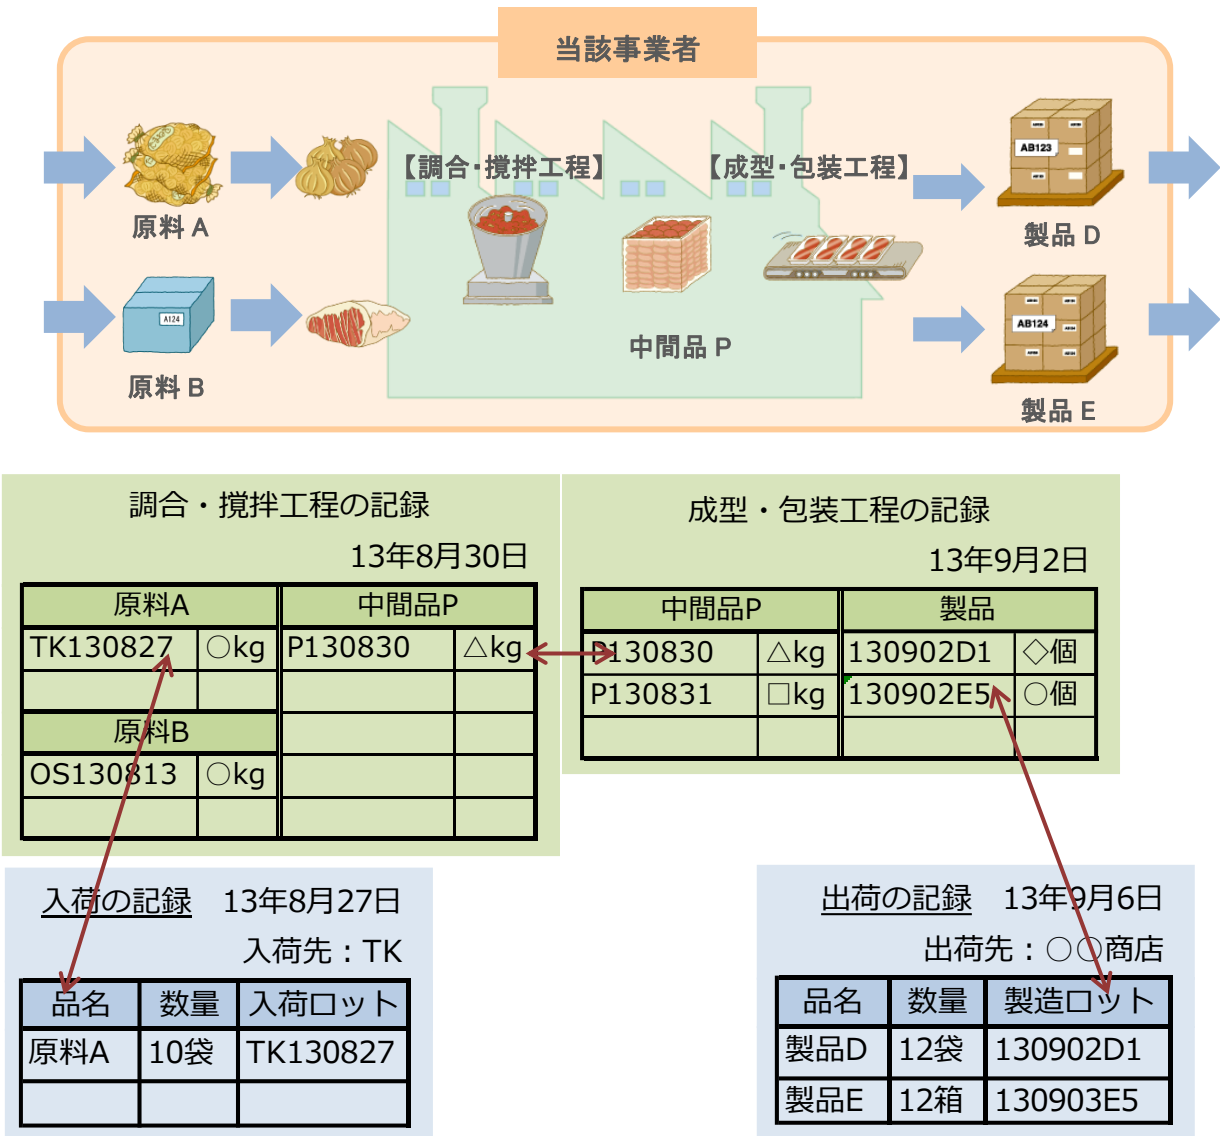 当該事業者
【調合・撹拌工程】
【成型・包装工程】
AB123
原料 A
製品 D
A124
AB124
中間品 P
原料 B
製品 E
調合・撹拌工程の記録
13年8月30日
原料A 中間品P
TK130827 ○kg P130830 △kg
原料B
OS130813 ○kg
成型・包装工程の記録
13年9月2日
中間品P 製品
P130830 △kg 130902D1 ◇個
P130831 □kg 130902E5 ○個
入荷の記録 13年8月27日
入荷先：TK
品名 数量 入荷ロット
原料A 10袋 TK130827
出荷の記録 13年9月6日
出荷先：○○商店
品名 数量 製造ロット
製品D 12袋 130902D1
製品E 12箱 130903E5